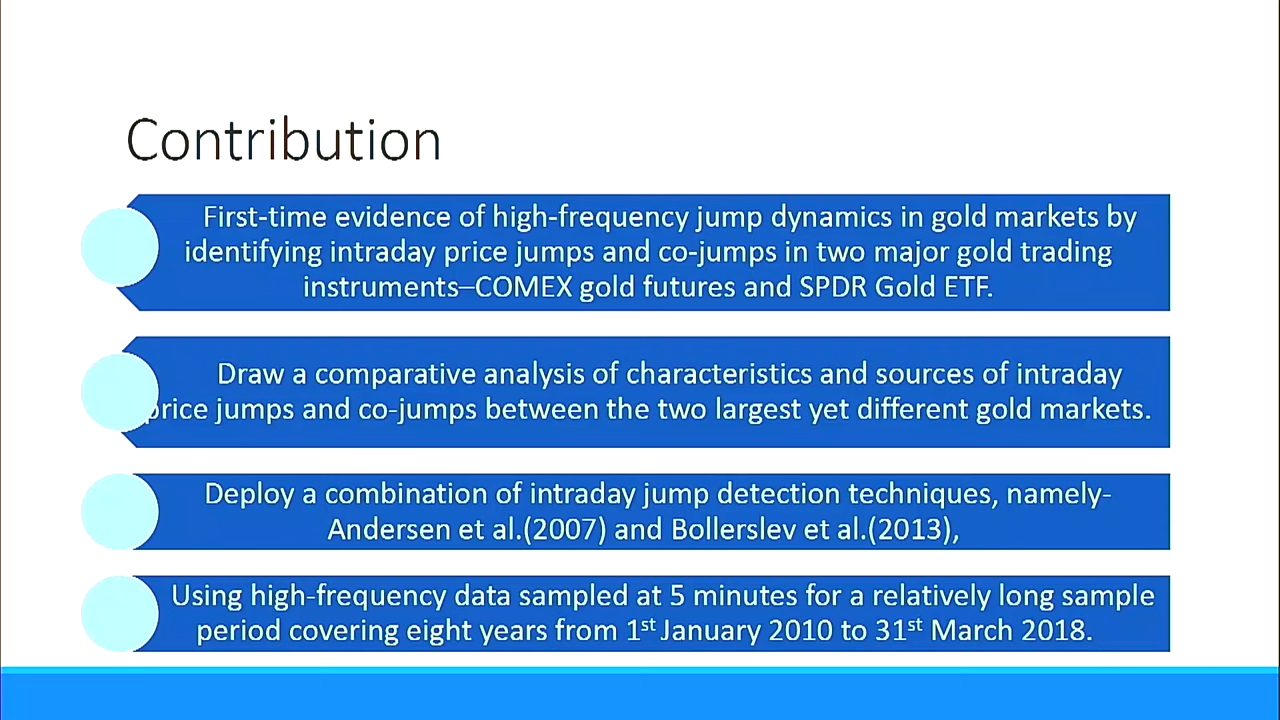 Contribution
First-time evidence of high-frequency jump dynamics in gold markets by
identifying intraday price jumps and co-jumps in two major gold trading
instruments–COMEX gold futures and SPDR Gold ETF.
Draw a comparative analysis of characteristics and sources of intraday
price jumps and co-jumps between the two largest yet different gold markets.
Deploy a combination of intraday jump detection techniques, namely-
Andersen et al.(2007) and Bollerslev et al.(2013),
Using high-frequency data sampled at 5 minutes for a relatively long sample
period covering eight years from 1st January 2010 to 31st March 2018.